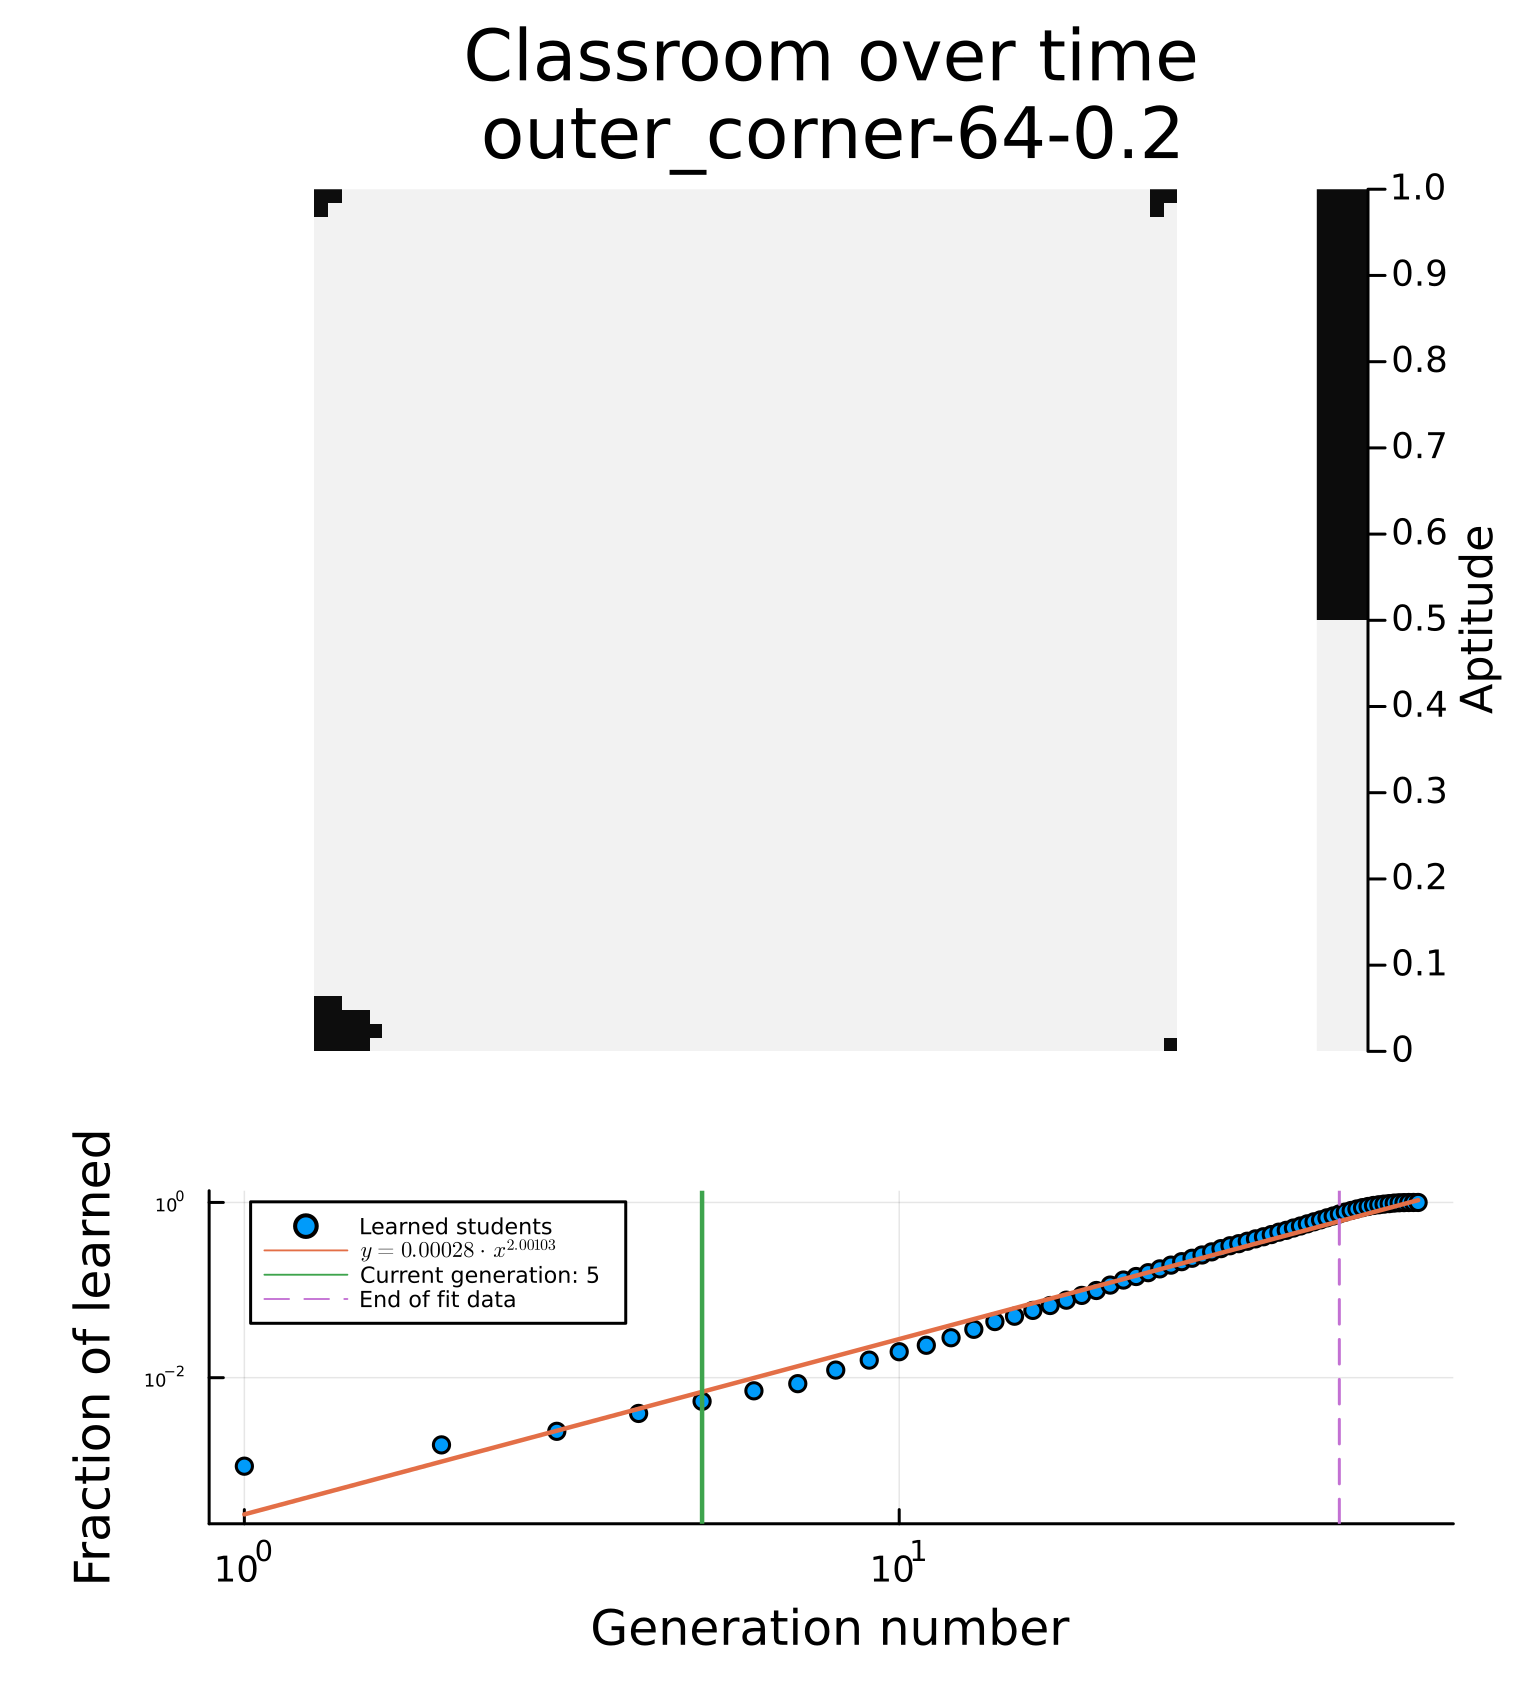 Classroom over time
outer_corner-64-0.2
1.0
0.9
0.8
0.7
0.6
0.5
0.4
0.3
0.2
0.1
0
Aptitude
Fraction of learned
10⁰
10⁻²
Learned students
y = 0.00028 · x^2.00103
Current generation: 5
End of fit data
10⁰
10¹
Generation number